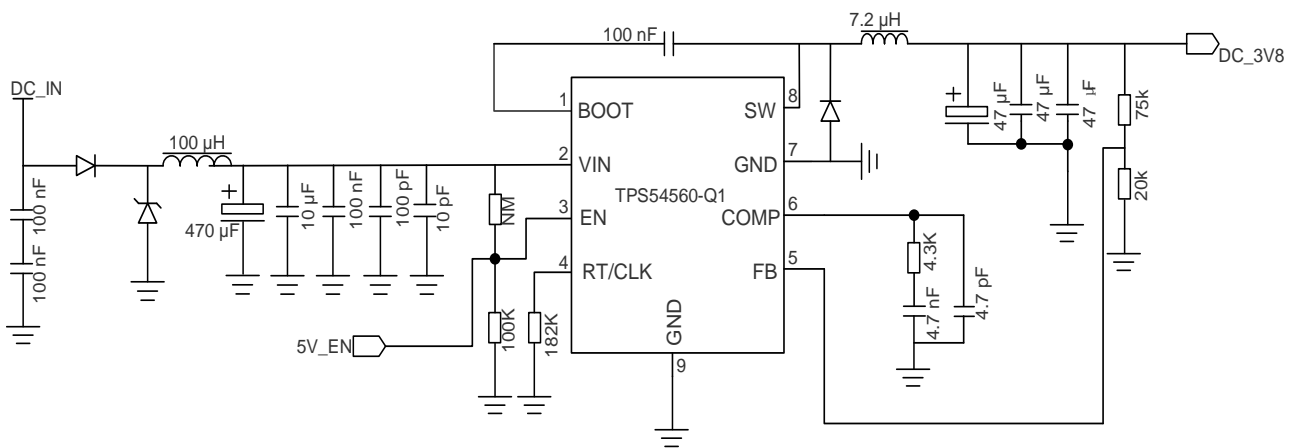 7.2 µH
100 nF
DC_3V8
DC_IN
1
BOOT
SW
8
47 µF
47 µF
47 µF
75k
100 µH
2
VIN
GND
7
20k
TPS54560-Q1
100 nF
100 nF
470 µF
10 µF
100 nF
100 pF
10 pF
NM
3
EN
COMP
6
4
RT/CLK
FB
5
4.3K
4.7 nF
4.7 pF
5V_EN
100K
182K
GND
9